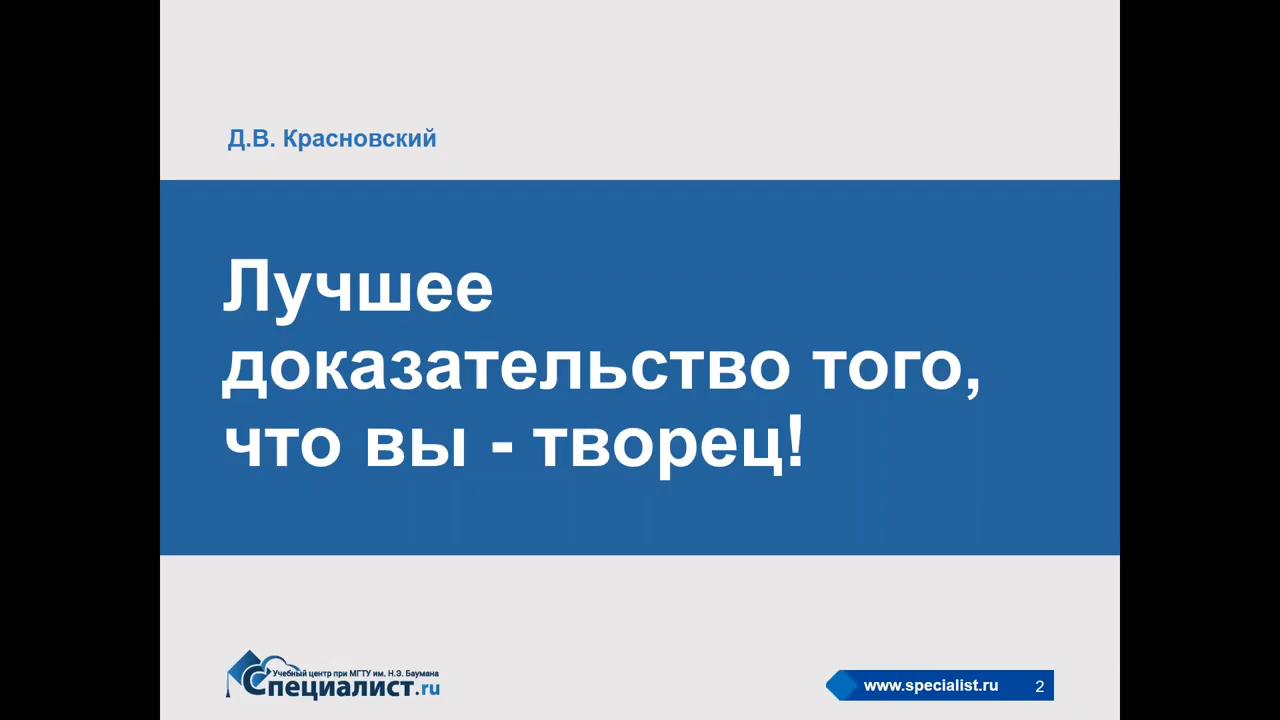 Д.В. Красновский
Лучшее
доказательство того,
что вы - творец!
Учебный центр при МГТУ им. Н.Э. Баумана
Специалист.ru
www.specialist.ru 2